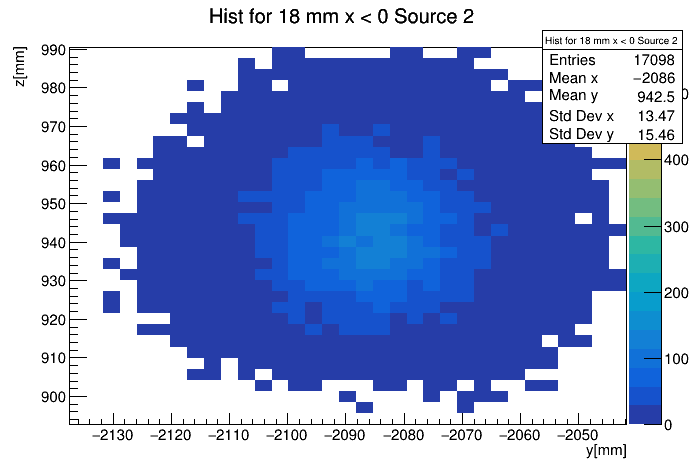 Hist for 18 mm x < 0 Source 2
Hist for 18 mm x < 0 Source 2
Entries 17098
Mean x −2086
Mean y 942.5
Std Dev x 13.47
Std Dev y 15.46
z[mm]
990
980
970
960
950
940
930
920
910
900
0
400
300
200
100
0
−2130 −2120 −2110 −2100 −2090 −2080 −2070 −2060 −2050
y[mm]